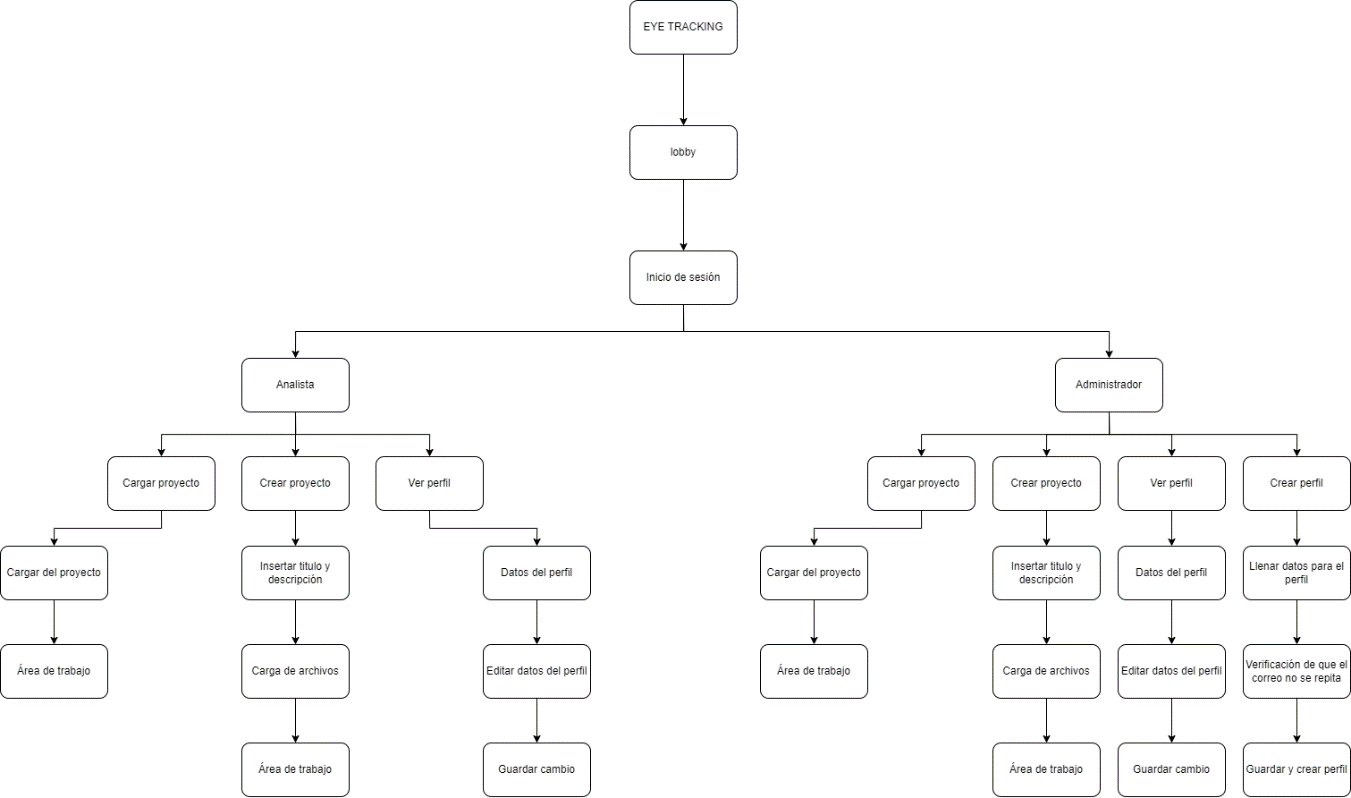 EYE TRACKING
lobby
Inicio de sesión
Analista
Administrador
Cargar proyecto
Crear proyecto
Ver perfil
Cargar proyecto
Crear proyecto
Ver perfil
Crear perfil
Cargar del proyecto
Insertar titulo y
descripción
Datos del perfil
Cargar del proyecto
Insertar titulo y
descripción
Datos del perfil
Llenar datos para el
perfil
Área de trabajo
Carga de archivos
Editar datos del perfil
Área de trabajo
Carga de archivos
Editar datos del perfil
Verificación de que el
correo no se repita
Área de trabajo
Guardar cambio
Área de trabajo
Guardar cambio
Guardar y crear perfil